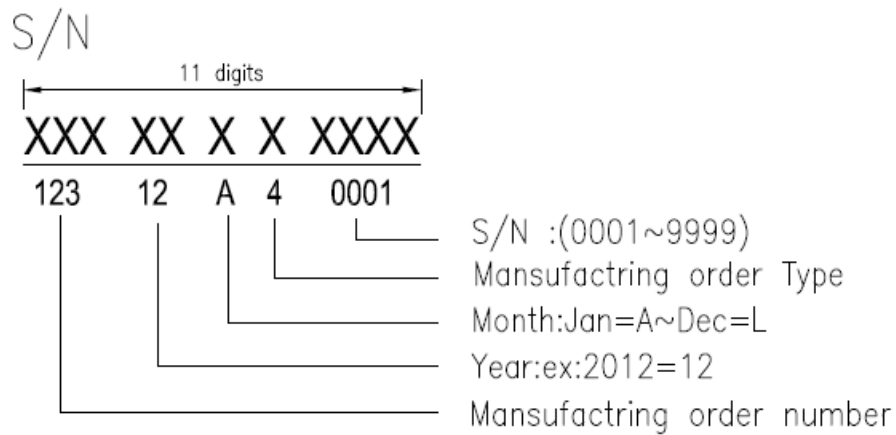 S/N
11 digits
XXX XX X X XXXX
123 12 A 4 0001
S/N :(0001~9999)
Mansufactring order Type
Month:Jan=A~Dec=L
Year:ex:2012=12
Mansufactring order number